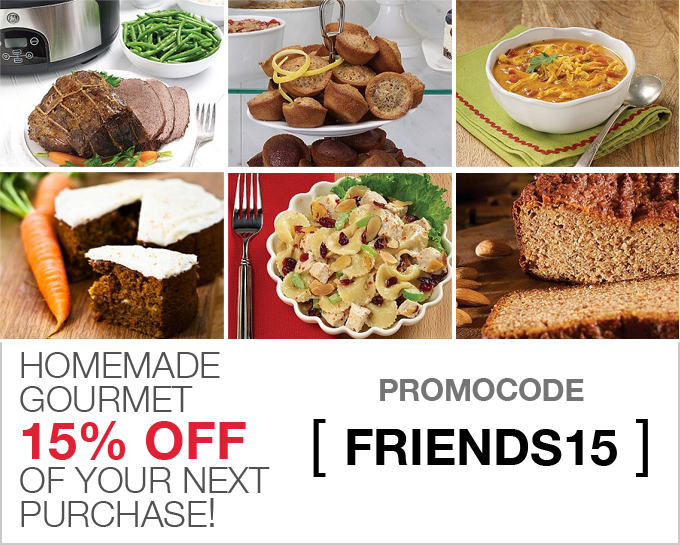 HOMEMADE
GOURMET
15% OFF
OF YOUR NEXT
PURCHASE!
PROMOCODE
[ FRIENDS15 ]